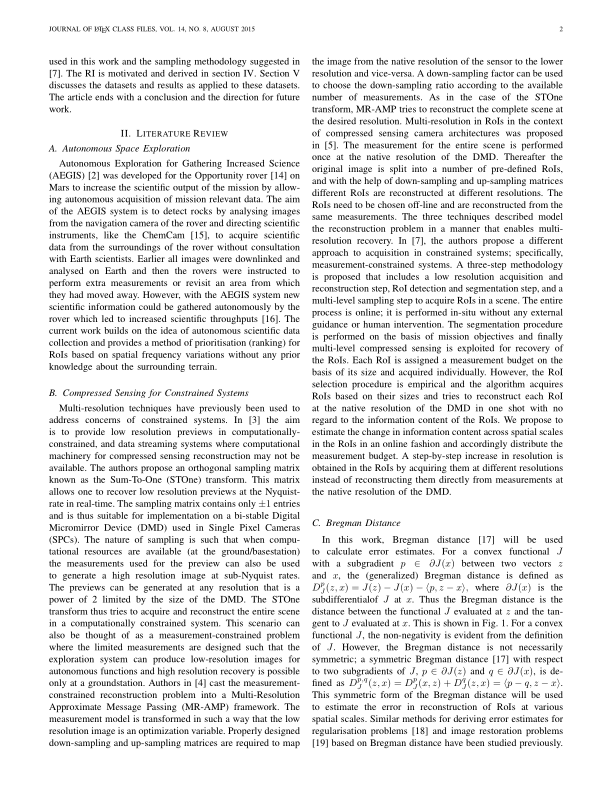 JOURNAL OF LATEX CLASS FILES, VOL. 14, NO. 8, AUGUST 2015
2
used in this work and the sampling methodology suggested in
[7]. The RI is motivated and derived in section IV. Section V
discusses the datasets and results as applied to these datasets.
The article ends with a conclusion and the direction for future
work.
II. LITERATURE REVIEW
A. Autonomous Space Exploration
Autonomous Exploration for Gathering Increased Science
(AEGIS) [2] was developed for the Opportunity rover [14] on
Mars to increase the scientific output of the mission by allow-
ing autonomous acquisition of mission relevant data. The aim
of the AEGIS system is to detect rocks by analysing images
from the navigation camera of the rover and directing scientific
instruments, like the ChemCam [15], to acquire scientific
data from the surroundings of the rover without consultation
with Earth scientists. Earlier all images were downlinked and
analysed on Earth and then the rovers were instructed to
perform extra measurements or revisit an area from which
they had moved away. However, with the AEGIS system new
scientific information could be gathered autonomously by the
rover which led to increased scientific throughputs [16]. The
current work builds on the idea of autonomous scientific data
collection and provides a method of prioritisation (ranking) for
RoIs based on spatial frequency variations without any prior
knowledge about the surrounding terrain.
B. Compressed Sensing for Constrained Systems
Multi-resolution techniques have previously been used to
address concerns of constrained systems. In [3] the aim
is to provide low resolution previews in computationally-
constrained, and data streaming systems where computational
machinery for compressed sensing reconstruction may not be
available. The authors propose an orthogonal sampling matrix
known as the Sum-To-One (STOne) transform. This matrix
allows one to recover low resolution previews at the Nyquist-
rate in real-time. The sampling matrix contains only ±1 entries
and is thus suitable for implementation on a bi-stable Digital
Micromirror Device (DMD) used in Single Pixel Cameras
(SPCs). The nature of sampling is such that when compu-
tational resources are available (at the ground/basestation)
the measurements used for the preview can also be used
to generate a high resolution image at sub-Nyquist rates.
The previews can be generated at any resolution that is a
power of 2 limited by the size of the DMD. The STOne
transform thus tries to acquire and reconstruct the entire scene
in a computationally constrained system. This scenario can
also be thought of as a measurement-constrained problem
where the limited measurements are designed such that the
exploration system can produce low-resolution images for
autonomous functions and high resolution recovery is possible
only at a groundstation. Authors in [4] cast the measurement-
constrained reconstruction problem into a Multi-Resolution
Approximate Message Passing (MR-AMP) framework. The
measurement model is transformed in such a way that the low
resolution image is an optimization variable. Properly designed
down-sampling and up-sampling matrices are required to map
the image from the native resolution of the sensor to the lower
resolution and vice-versa. A down-sampling factor can be used
to choose the down-sampling ratio according to the available
number of measurements. As in the case of the STOne
transform, MR-AMP tries to reconstruct the complete scene at
the desired resolution. Multi-resolution in RoIs in the context
of compressed sensing camera architectures was proposed
in [5]. The measurement for the entire scene is performed
once at the native resolution of the DMD. Thereafter the
original image is split into a number of pre-defined RoIs,
and with the help of down-sampling and up-sampling matrices
different RoIs are reconstructed at different resolutions. The
RoIs need to be chosen off-line and are reconstructed from the
same measurements. The three techniques described model
the reconstruction problem in a manner that enables multi-
resolution recovery. In [7], the authors propose a different
approach to acquisition in constrained systems; specifically,
measurement-constrained systems. A three-step methodology
is proposed that includes a low resolution acquisition and
reconstruction step, RoI detection and segmentation step, and a
multi-level sampling step to acquire RoIs in a scene. The entire
process is online; it is performed in-situ without any external
guidance or human intervention. The segmentation procedure
is performed on the basis of mission objectives and finally
multi-level compressed sensing is exploited for recovery of
the RoIs. Each RoI is assigned a measurement budget on the
basis of its size and acquired individually. However, the RoI
selection procedure is empirical and the algorithm acquires
RoIs based on their sizes and tries to reconstruct each RoI
at the native resolution of the DMD in one shot with no
regard to the information content of the RoIs. We propose to
estimate the change in information content across spatial scales
in the RoIs in an online fashion and accordingly distribute the
measurement budget. A step-by-step increase in resolution is
obtained in the RoIs by acquiring them at different resolutions
instead of reconstructing them directly from measurements at
the native resolution of the DMD.
C. Bregman Distance
In this work, Bregman distance [17] will be used
to calculate error estimates. For a convex functional J
with a subgradient p ∈ ∂J(x) between two vectors z
and x, the (generalized) Bregman distance is defined as
D_J^p(z, x) = J(z) − J(x) − ⟨p, z − x⟩, where ∂J(x) is the
subdifferential of J at x. Thus the Bregman distance is the
distance between the functional J evaluated at z and the tan-
gent to J evaluated at x. This is shown in Fig. 1. For a convex
functional J, the non-negativity is evident from the definition
of J. However, the Bregman distance is not necessarily
symmetric; a symmetric Bregman distance [17] with respect
to two subgradients of J, p ∈ ∂J(z) and q ∈ ∂J(x), is de-
fined as D_J^{p,q}(z, x) = D_J^p(x, z) + D_J^q(z, x) = ⟨p − q, z − x⟩.
This symmetric form of the Bregman distance will be used
to estimate the error in reconstruction of RoIs at various
spatial scales. Similar methods for deriving error estimates for
regularisation problems [18] and image restoration problems
[19] based on Bregman distance have been studied previously.